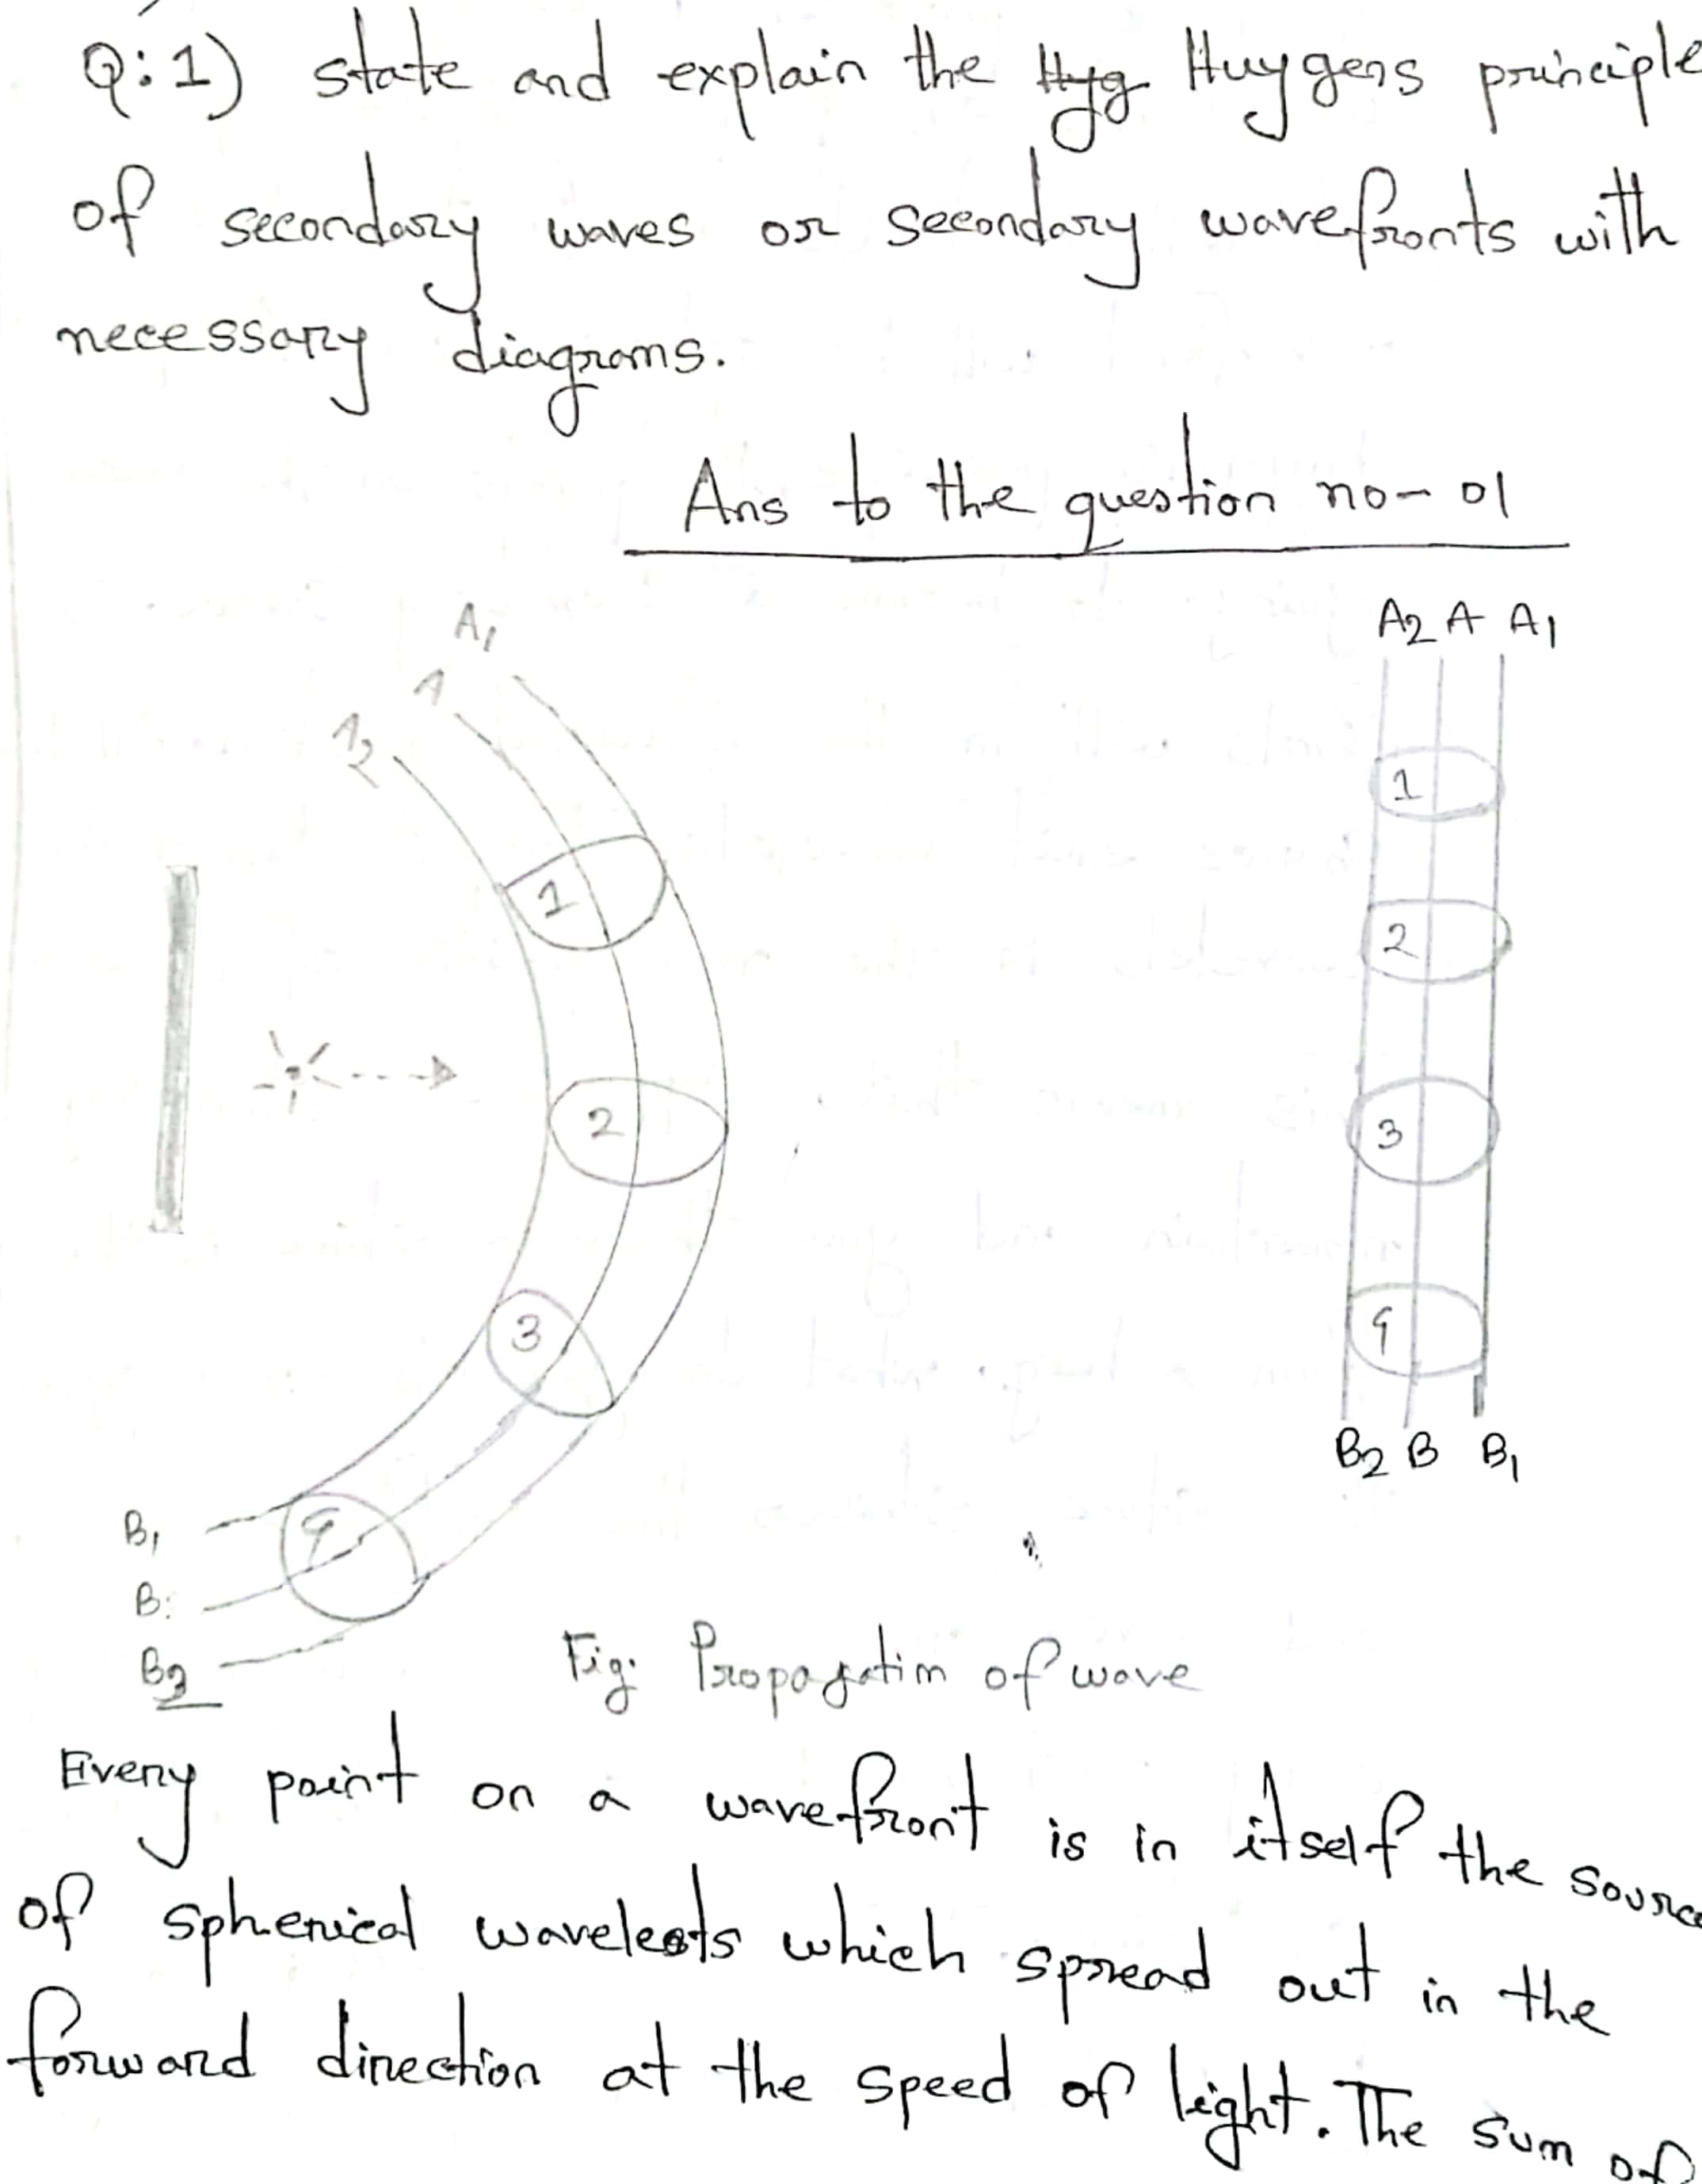 Q:1) state and explain the Hyg Huygens principle
of secondary waves or secondary wavefronts with
necessary diagrams.
Ans to the question no- 01
A1
A
A2
A2 A A1
1
2
3
4
1
2
3
4
B2 B B1
B1
B
B2
Fig: Propagation of wave
Every point on a wavefront is in itself the source
of spherical wavelets which spread out in the
forward direction at the speed of light. The sum of